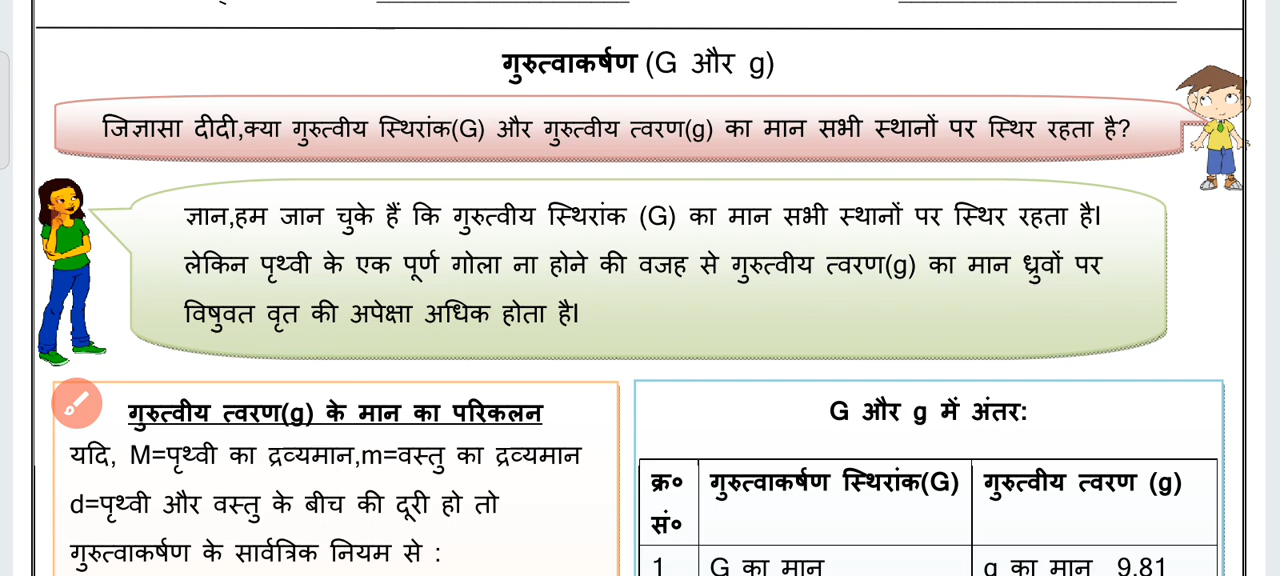 गुरुत्वाकर्षण (G और g)
जिज्ञासा दीदी,क्या गुरुत्वीय स्थिरांक(G) और गुरुत्वीय त्वरण(g) का मान सभी स्थानों पर स्थिर रहता है?
ज्ञान,हम जान चुके हैं कि गुरुत्वीय स्थिरांक (G) का मान सभी स्थानों पर स्थिर रहता है।
लेकिन पृथ्वी के एक पूर्ण गोला ना होने की वजह से गुरुत्वीय त्वरण(g) का मान ध्रुवों पर
विषुवत वृत की अपेक्षा अधिक होता है।
गुरुत्वीय त्वरण(g) के मान का परिकलन
यदि, M=पृथ्वी का द्रव्यमान,m=वस्तु का द्रव्यमान
d=पृथ्वी और वस्तु के बीच की दूरी हो तो
गुरुत्वाकर्षण के सार्वत्रिक नियम से :
G और g में अंतर:
क्र० गुरुत्वाकर्षण स्थिरांक(G) गुरुत्वीय त्वरण (g)
सं०
1 G का मान g का मान 9.81